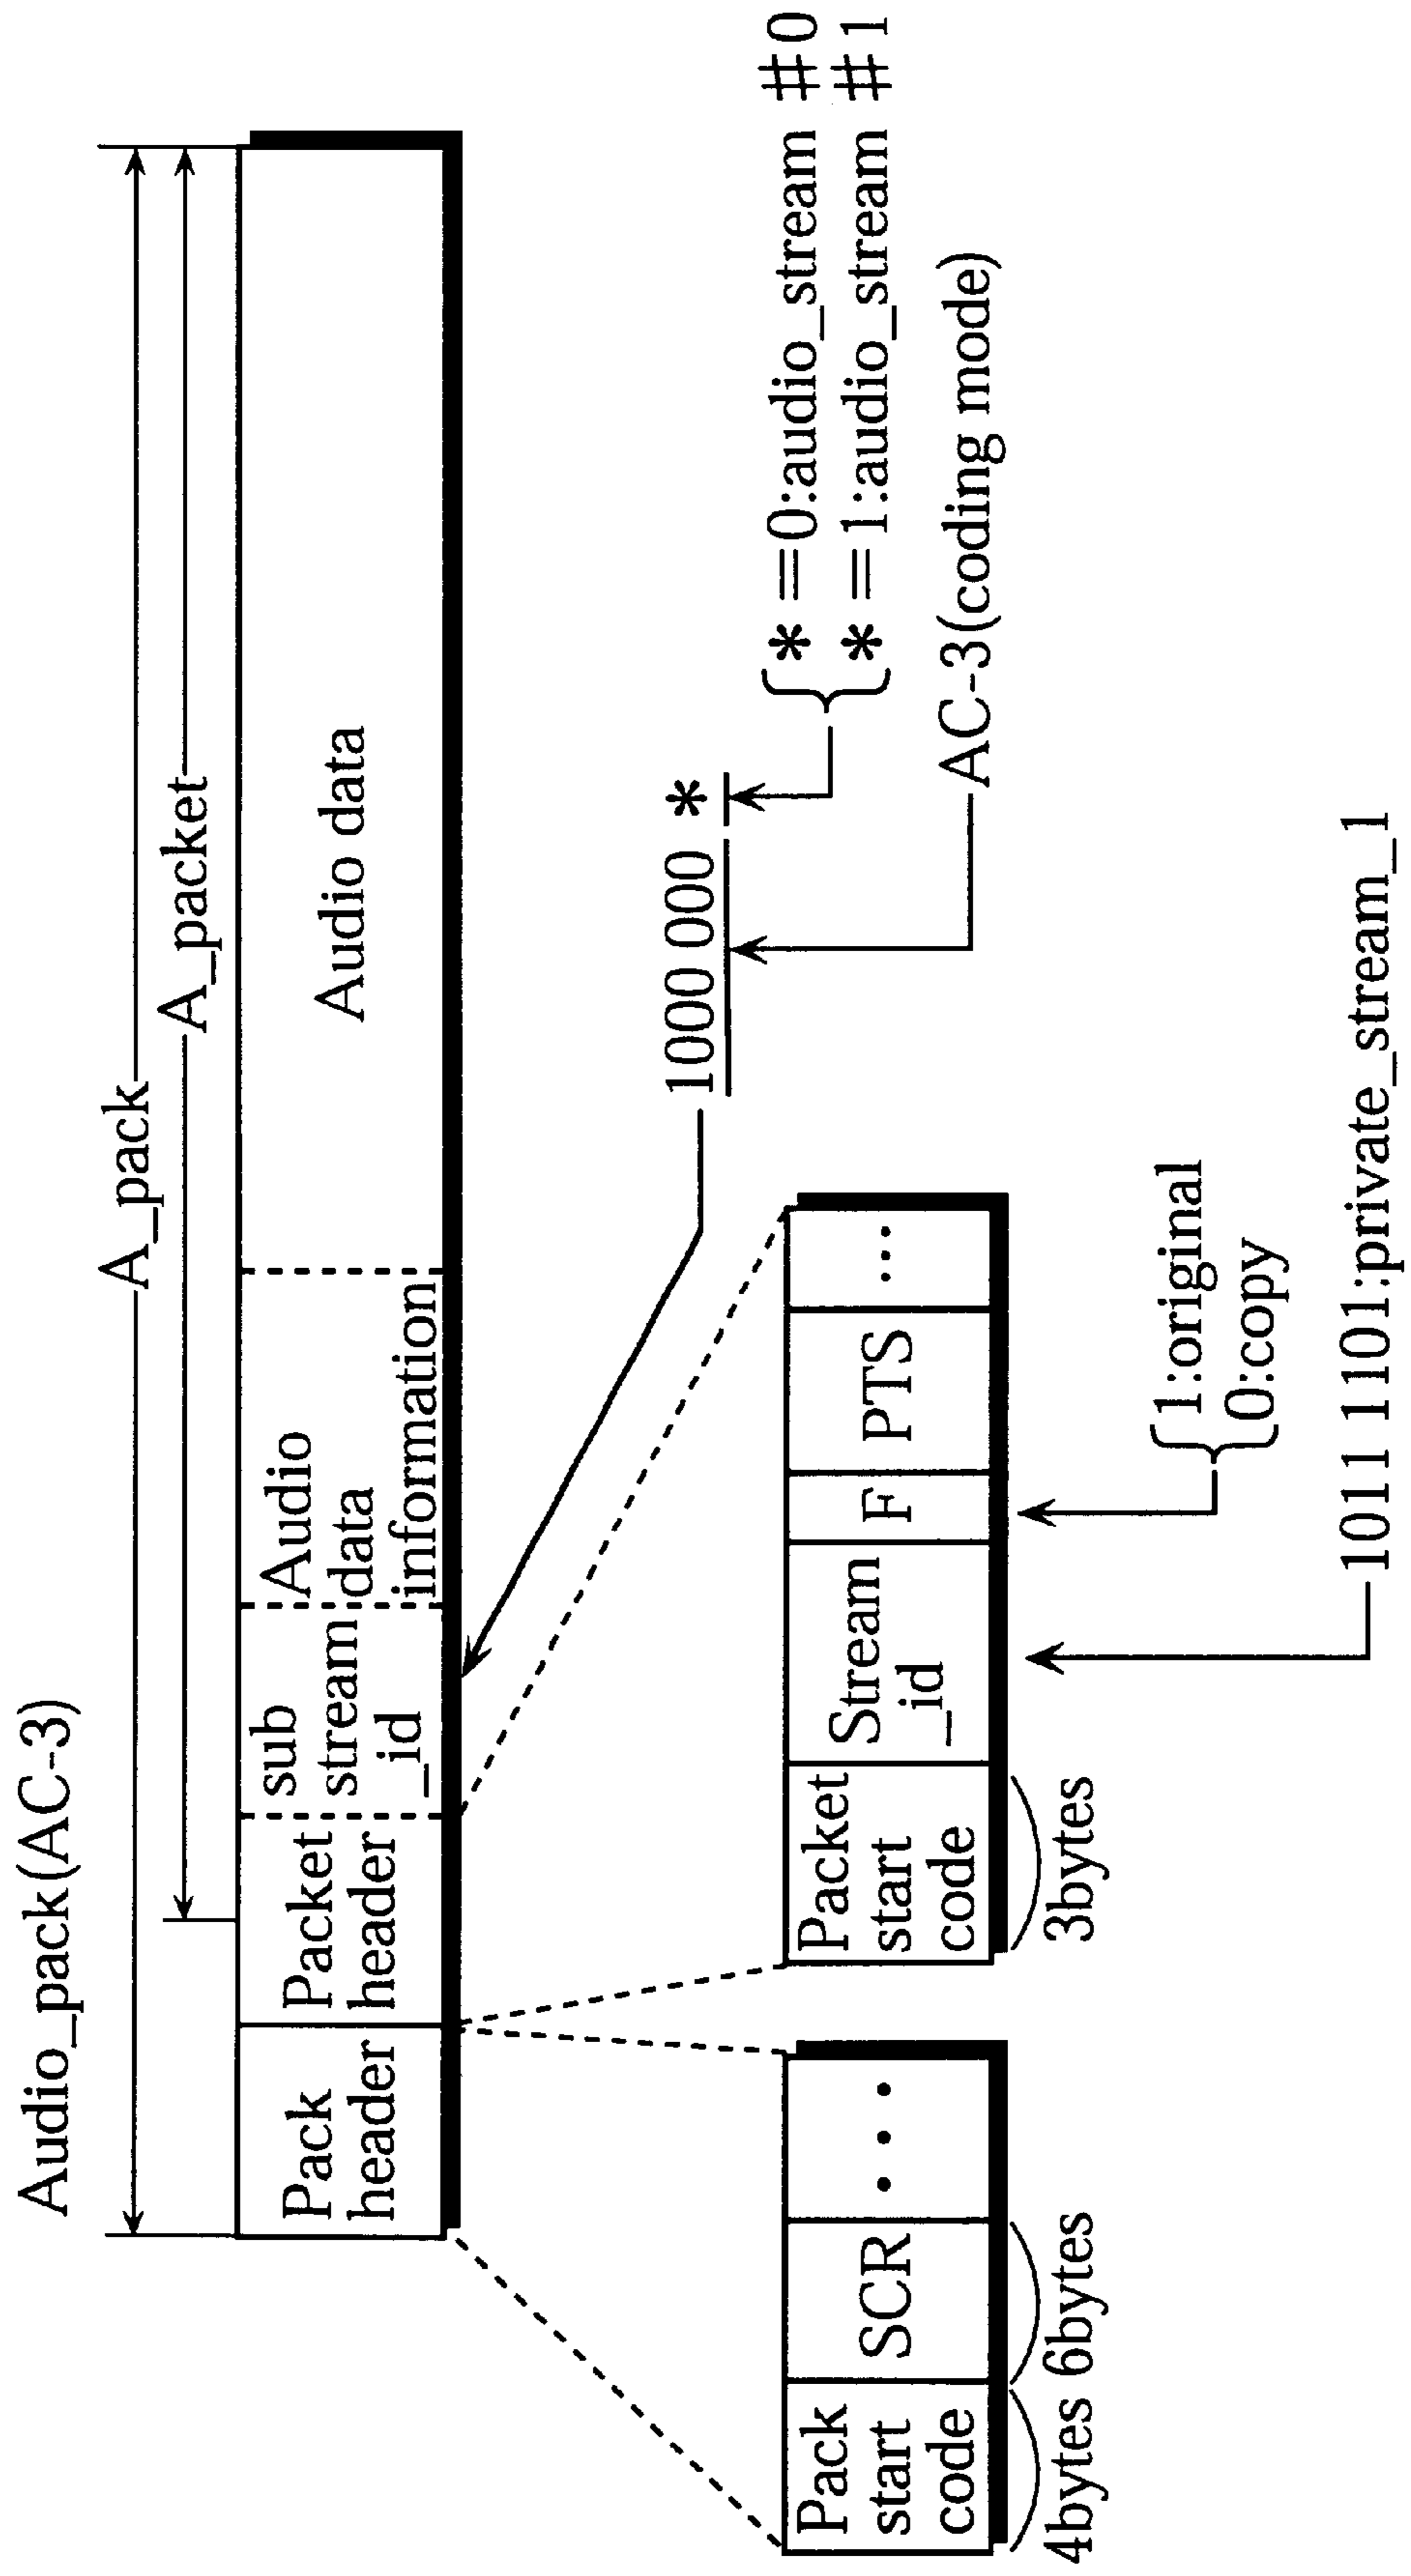 Audio_pack(AC-3)
A_pack
A_packet
Pack
header
Packet
header
sub
stream
_id
Audio
data
information
Audio data
1000 000 *
* =0:audio_stream #0
* =1:audio_stream #1
AC-3(coding mode)
Pack
start
code
SCR
• • •
4bytes 6bytes
Packet
start
code
Stream
_id
F
PTS
...
3bytes
1:original
0:copy
1011 1101:private_stream_1